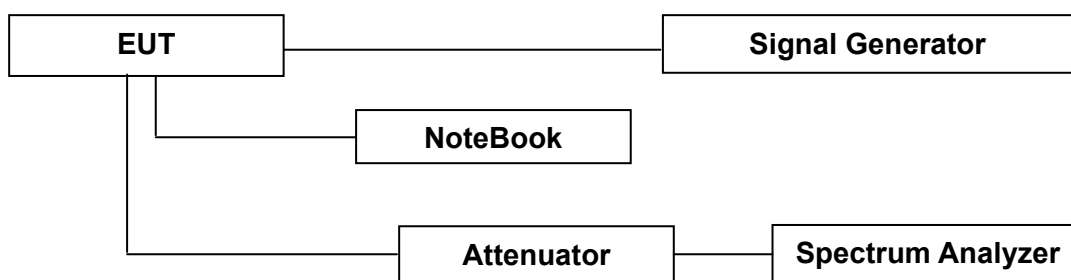 EUT
Signal Generator
NoteBook
Attenuator
Spectrum Analyzer